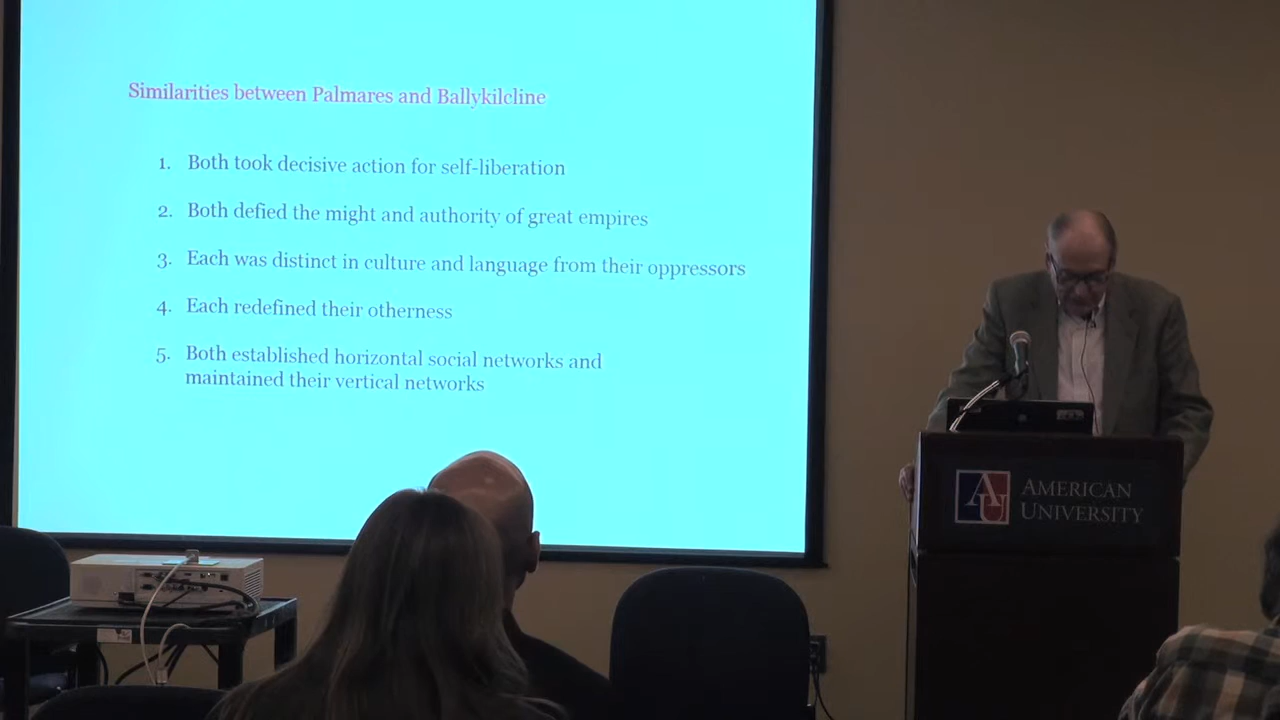 Similarities between Palmares and Ballykilcline
1. Both took decisive action for self-liberation
2. Both defied the might and authority of great empires
3. Each was distinct in culture and language from their oppressors
4. Each redefined their otherness
5. Both established horizontal social networks and
maintained their vertical networks
AU
AMERICAN
UNIVERSITY